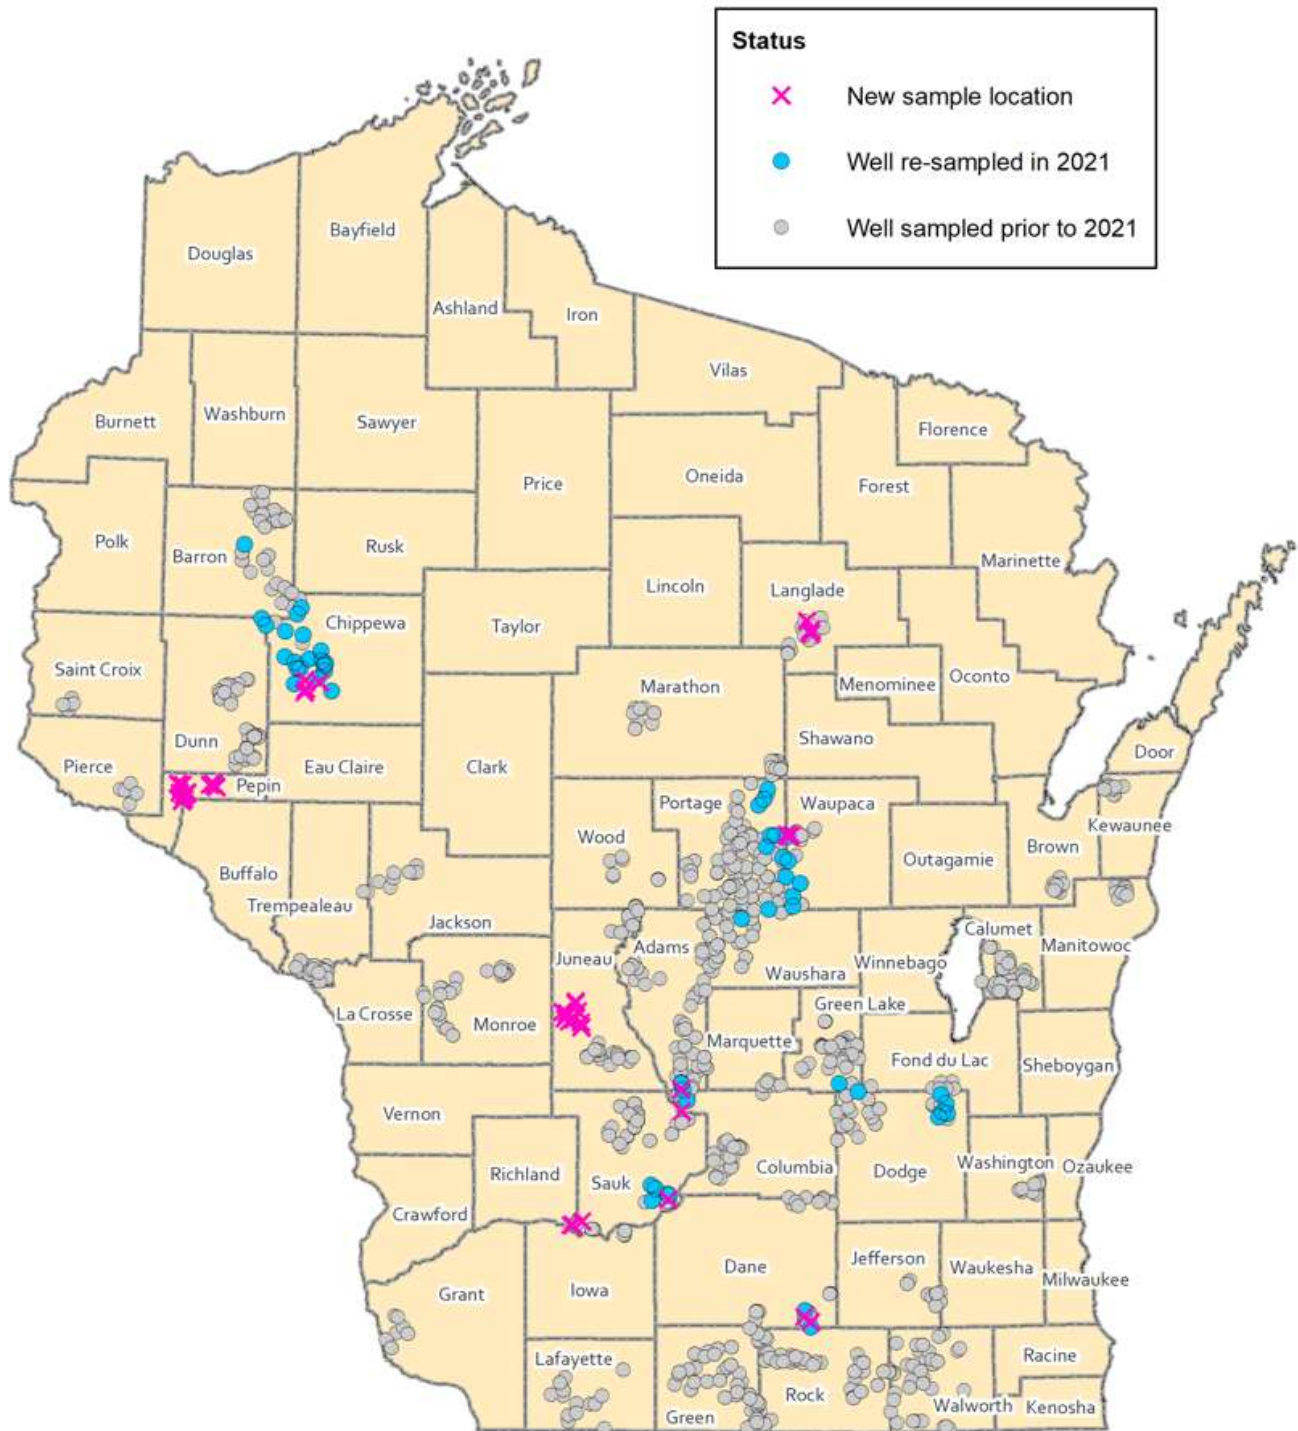 Status
New sample location
Well re-sampled in 2021
Well sampled prior to 2021
Bayfield
Douglas
Ashland
Iron
Vilas
Burnett
Washburn
Sawyer
Florence
Price
Oneida
Forest
Polk
Barron
Rusk
Marinette
Lincoln
Langlade
Chippewa
Taylor
Saint Croix
Marathon
Menominee
Oconto
Dunn
Shawano
Door
Pierce
Eau Claire
Clark
Pepin
Portage
Waupaca
Kewaunee
Wood
Brown
Outagamie
Buffalo
Trempealeau
Jackson
Calumet
Adams
Manitowoc
Juneau
Winnebago
Waushara
Green Lake
La Crosse
Monroe
Marquette
Fond du Lac
Sheboygan
Vernon
Washington
Ozaukee
Columbia
Dodge
Richland
Sauk
Crawford
Jefferson
Dane
Waukesha
Milwaukee
Grant
Iowa
Lafayette
Racine
Rock
Walworth
Kenosha
Green